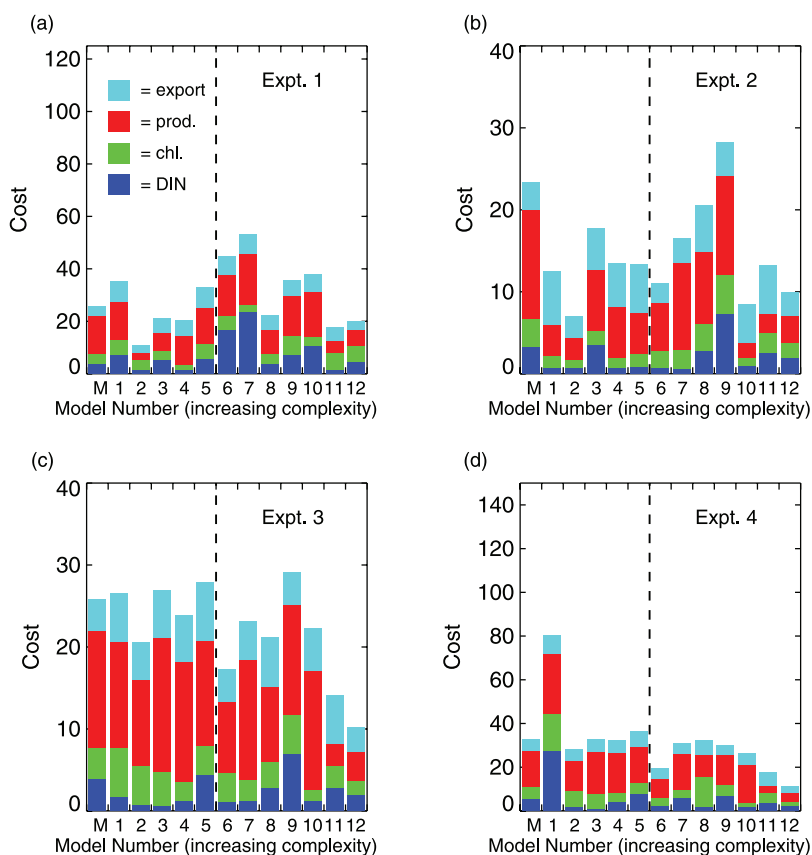 (a)
120
100
80
60
40
20
0
Cost
Expt. 1
= export
= prod.
= chl.
= DIN
M 1 2 3 4 5 6 7 8 9 10 11 12
Model Number (increasing complexity)
(b)
40
30
20
10
0
Cost
Expt. 2
M 1 2 3 4 5 6 7 8 9 10 11 12
Model Number (increasing complexity)
(c)
40
30
20
10
0
Cost
Expt. 3
M 1 2 3 4 5 6 7 8 9 10 11 12
Model Number (increasing complexity)
(d)
140
120
100
80
60
40
20
0
Cost
Expt. 4
M 1 2 3 4 5 6 7 8 9 10 11 12
Model Number (increasing complexity)